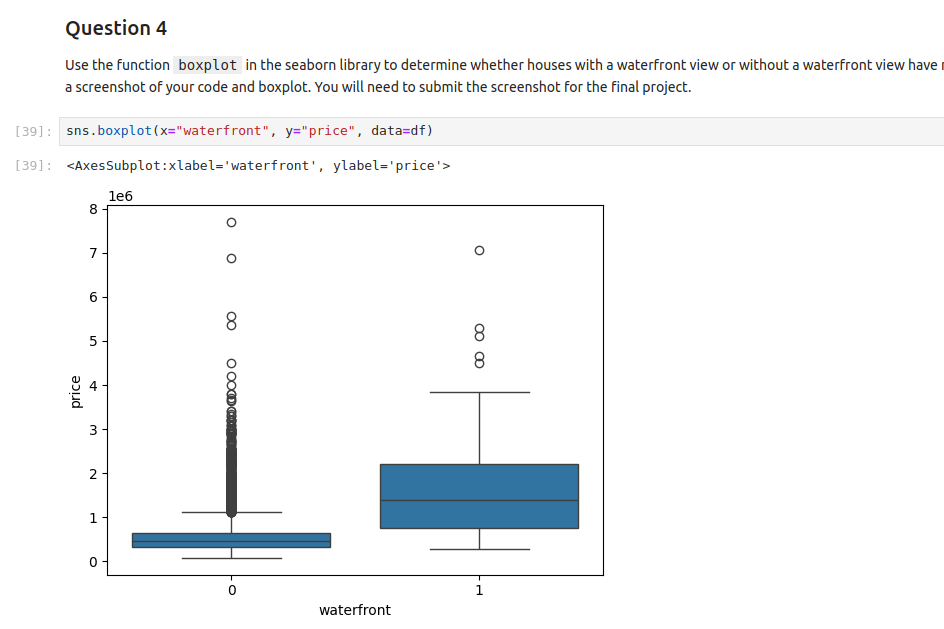 Question 4
Use the function boxplot in the seaborn library to determine whether houses with a waterfront view or without a waterfront view have
a screenshot of your code and boxplot. You will need to submit the screenshot for the final project.
[39]: sns.boxplot(x="waterfront", y="price", data=df)
[39]: <AxesSubplot:xlabel='waterfront', ylabel='price'>
1e6
8
7
6
5
4
3
2
1
0
price
0 1
waterfront